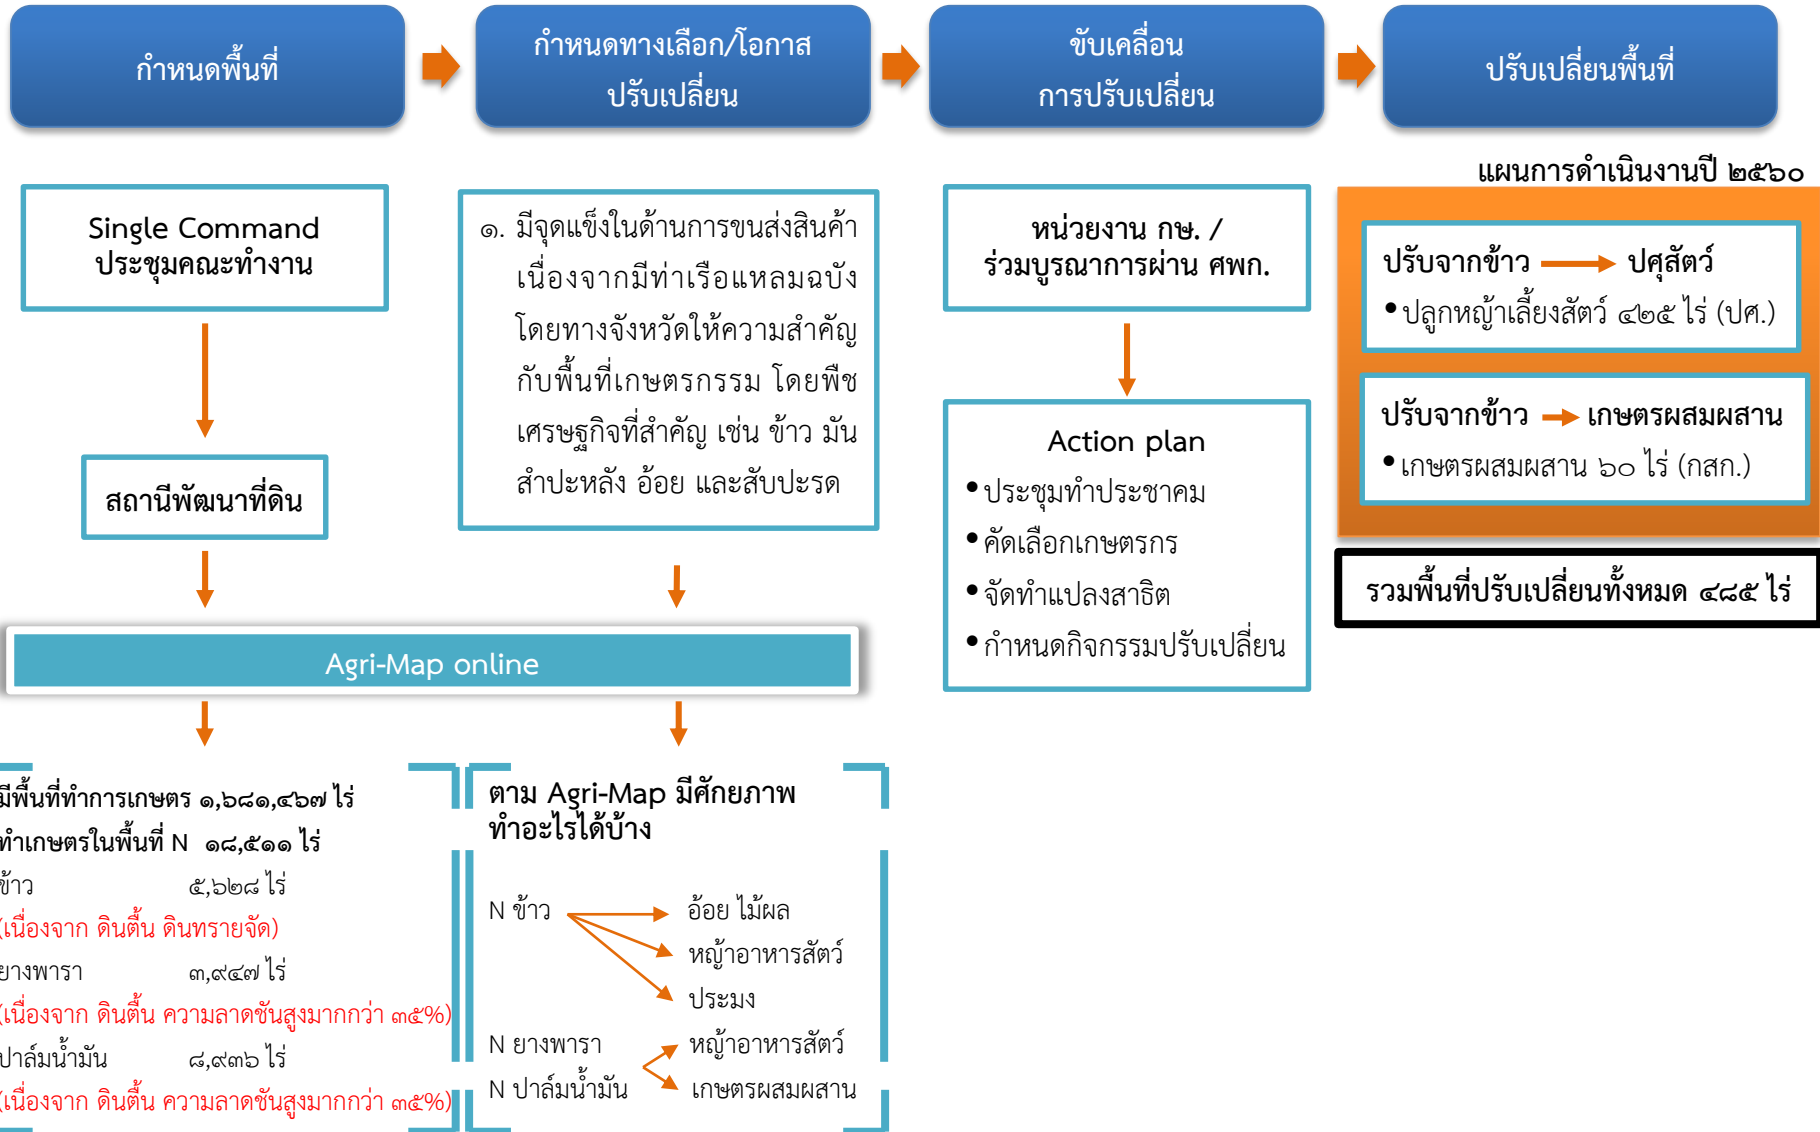 กำหนดพื้นที่
กำหนดทางเลือก/โอกาส
ปรับเปลี่ยน
ขับเคลื่อน
การปรับเปลี่ยน
ปรับเปลี่ยนพื้นที่
Single Command
ประชุมคณะทำงาน
สถานีพัฒนาที่ดิน
๑. มีจุดแข็งในด้านการขนส่งสินค้า
เนื่องจากมีท่าเรือแหลมฉบัง
โดยทางจังหวัดให้ความสำคัญ
กับพื้นที่เกษตรกรรม โดยพืช
เศรษฐกิจที่สำคัญ เช่น ข้าว มัน
สำปะหลัง อ้อย และสับปะรด
Agri-Map online
มีพื้นที่ทำการเกษตร ๑,๖๘๑,๔๖๗ ไร่
ทำเกษตรในพื้นที่ N ๑๘,๕๑๑ ไร่
ข้าว ๕,๖๒๘ ไร่
(เนื่องจาก ดินตื้น ดินทรายจัด)
ยางพารา ๓,๙๔๗ ไร่
(เนื่องจาก ดินตื้น ความลาดชันสูงมากกว่า ๓๕%)
ปาล์มน้ำมัน ๘,๙๓๖ ไร่
(เนื่องจาก ดินตื้น ความลาดชันสูงมากกว่า ๓๕%)
ตาม Agri-Map มีศักยภาพ
ทำอะไรได้บ้าง
N ข้าว อ้อย ไม้ผล
หญ้าอาหารสัตว์
ประมง
N ยางพารา หญ้าอาหารสัตว์
N ปาล์มน้ำมัน เกษตรผสมผสาน
หน่วยงาน กษ. /
ร่วมบูรณาการผ่าน ศพก.
Action plan
•ประชุมทำประชาคม
•คัดเลือกเกษตรกร
•จัดทำแปลงสาธิต
•กำหนดกิจกรรมปรับเปลี่ยน
แผนการดำเนินงานปี ๒๕๖๐
ปรับจากข้าว ปศุสัตว์
•ปลูกหญ้าเลี้ยงสัตว์ ๔๒๕ ไร่ (ปศ.)
ปรับจากข้าว เกษตรผสมผสาน
•เกษตรผสมผสาน ๖๐ ไร่ (กสก.)
รวมพื้นที่ปรับเปลี่ยนทั้งหมด ๔๘๕ ไร่